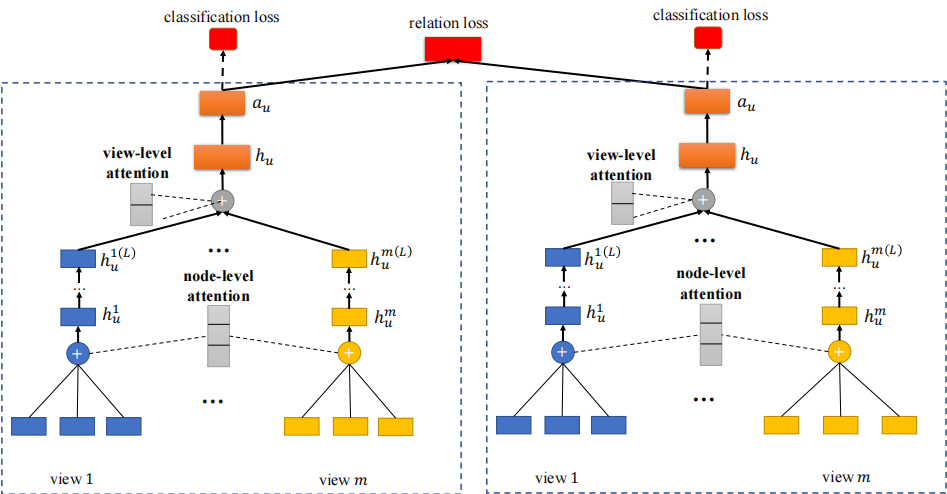 classification loss
relation loss
classification loss
a_u
a_u
view-level
attention
h_u
view-level
attention
h_u
+
+
...
...
h_u^{1(L)}
h_u^{m(L)}
h_u^{1(L)}
h_u^{m(L)}
...
...
...
...
node-level
attention
node-level
attention
h_u^1
h_u^m
h_u^1
h_u^m
+
+
+
+
...
...
view 1
view m
view 1
view m